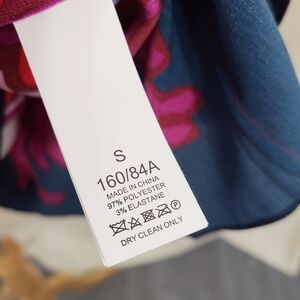 S
160/84A
MADE IN CHINA
97% POLYESTER
3% ELASTANE
P
DRY CLEAN ONLY